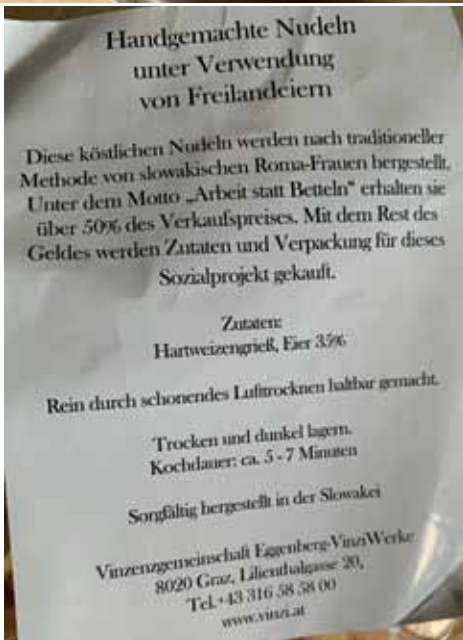 Handgemachte Nudeln
unter Verwendung
von Freilandeiern
Diese köstlichen Nudeln werden nach traditioneller
Methode von slowakischen Roma-Frauen hergestellt.
Unter dem Motto „Arbeit statt Betteln" erhalten sie
über 50% des Verkaufspreises. Mit dem Rest des
Geldes werden Zutaten und Verpackung für dieses
Sozialprojekt gekauft.
Zutaten:
Hartweizengrieß, Eier 35%
Rein durch schonendes Lufttrocknen haltbar gemacht.
Trocken und dunkel lagern.
Kochdauer: ca. 5 - 7 Minuten
Sorgfältig hergestellt in der Slowakei
Vinzenzgemeinschaft Eggenberg-VinziWerke
8020 Graz, Lilienthalgasse 20,
Tel.+43 316 58 58 00
www.vinzi.at